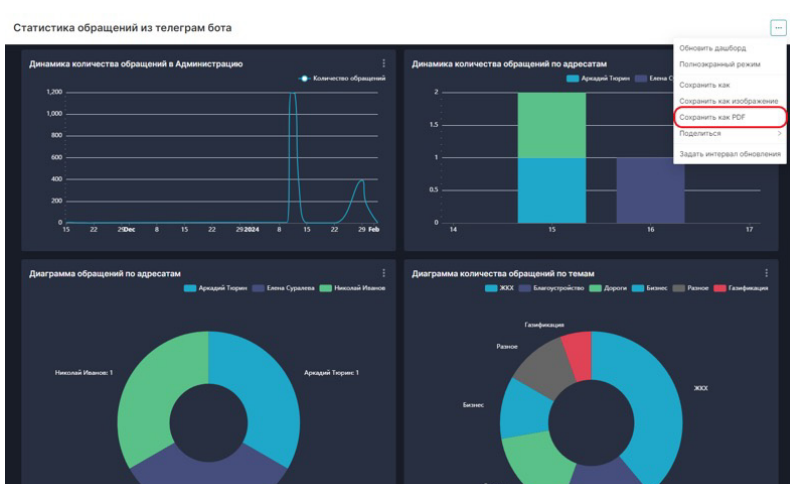 Статистика обращений из телеграм бота
...
Обновить дашборд
Полноэкранный режим
Сохранить как
Сохранить как изображение
Сохранить как PDF
Поделиться >
Задать интервал обновления
Динамика количества обращений в Администрацию
Количество обращений
1,200
1,000
800
600
400
200
0
15 22 29 Dec 8 15 22 29 2024 8 15 22 29 Feb
Динамика количества обращений по адресатам
Аркадий Тюрин Елена С
2
1.5
1
0.5
0
14 15 16 17
Диаграмма обращений по адресатам
Аркадий Тюрин Елена Суралева Николай Иванов
Николай Иванов: 1
Аркадий Тюрин: 1
Диаграмма количества обращений по темам
ЖКХ Благоустройство Дороги Бизнес Разное Газификация
Газификация
Разное
Бизнес
ЖКХ